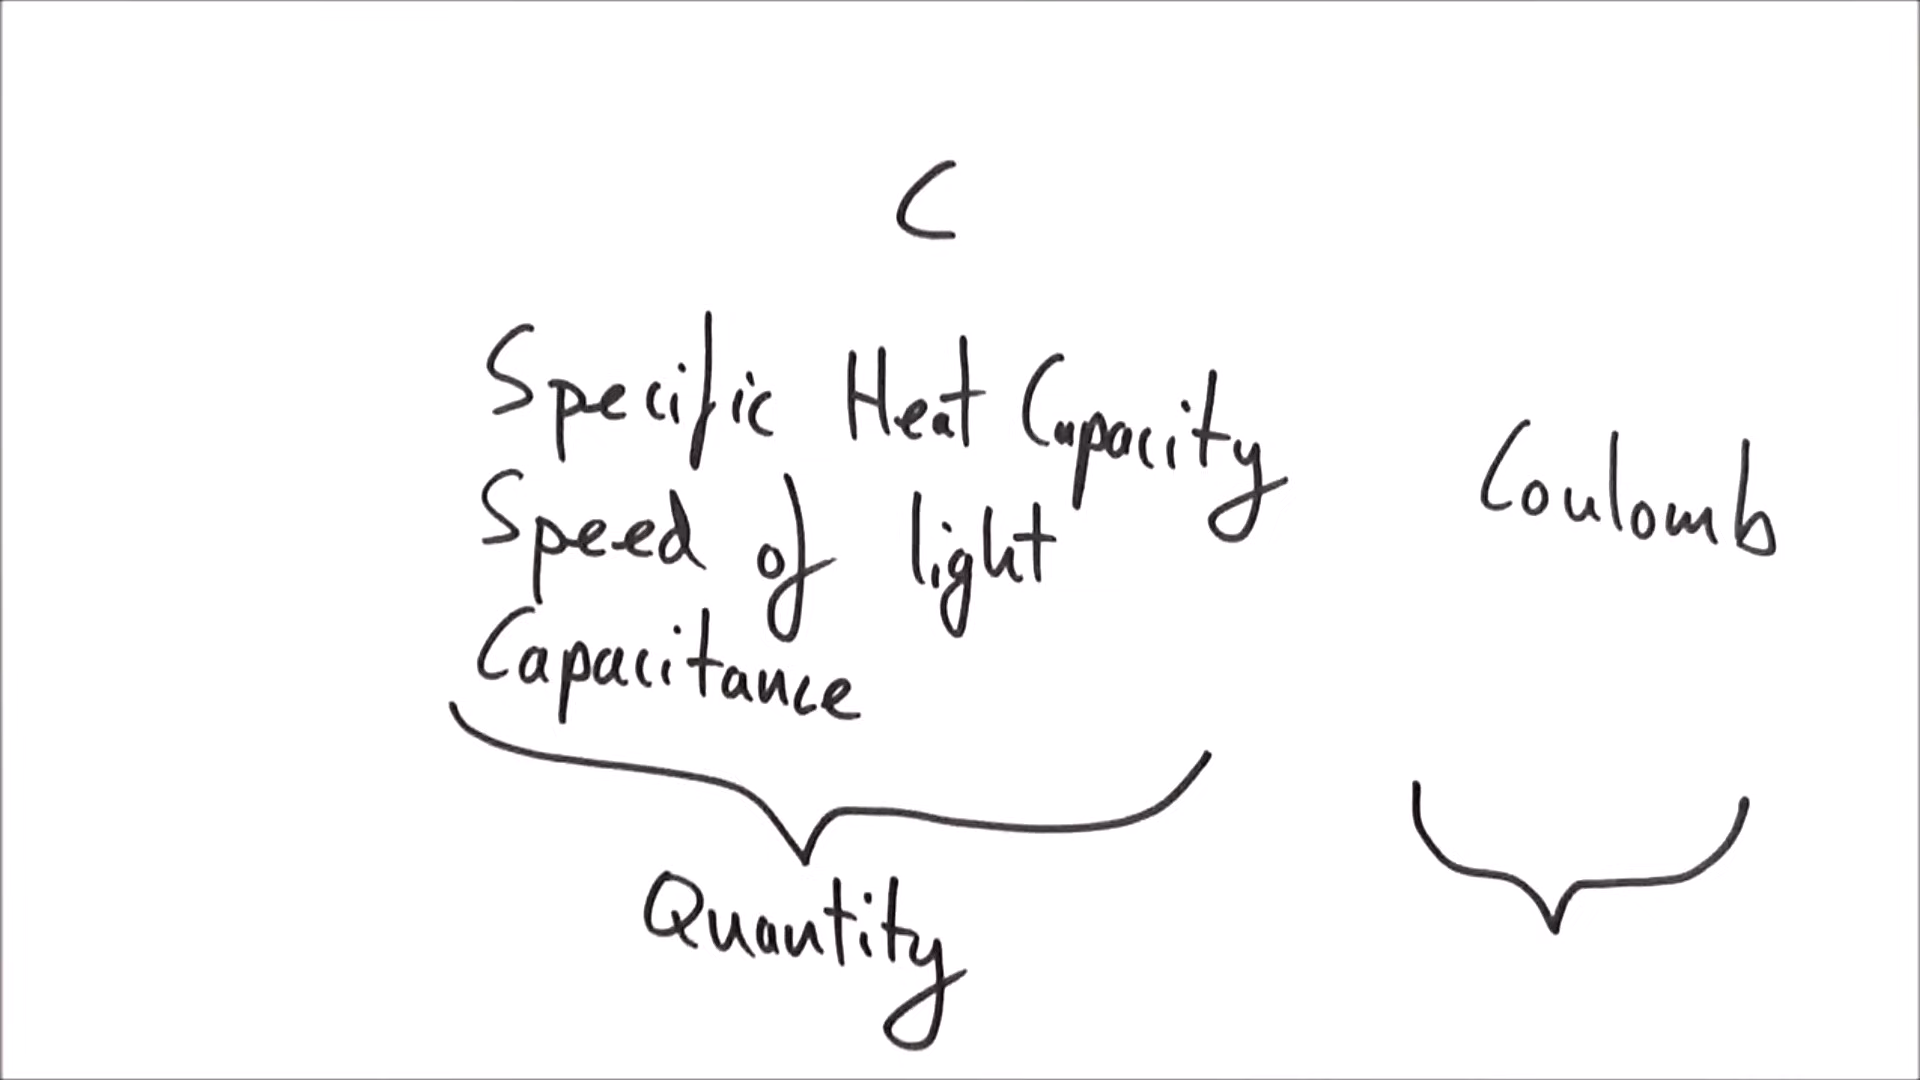 C
Specific Heat Capacity
Speed of light
Capacitance
Coulomb
Quantity